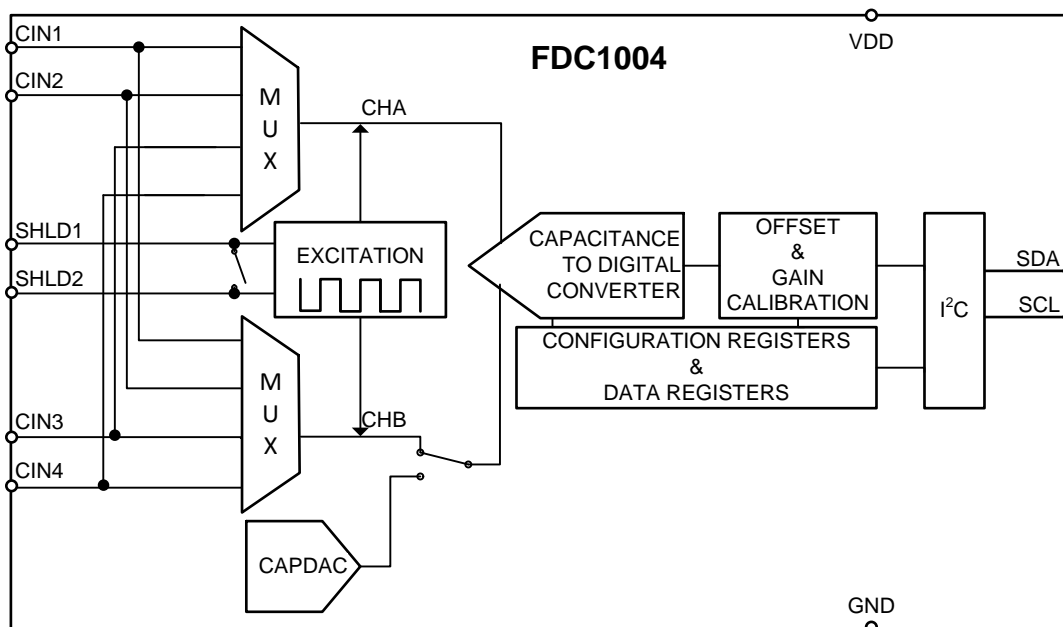 CIN1
FDC1004
VDD
CIN2
M
U
X
CHA
SHLD1
SHLD2
EXCITATION
CAPACITANCE
TO DIGITAL
CONVERTER
OFFSET
&
GAIN
CALIBRATION
I²C
SDA
SCL
CONFIGURATION REGISTERS
&
DATA REGISTERS
M
U
X
CHB
CIN3
CIN4
CAPDAC
GND